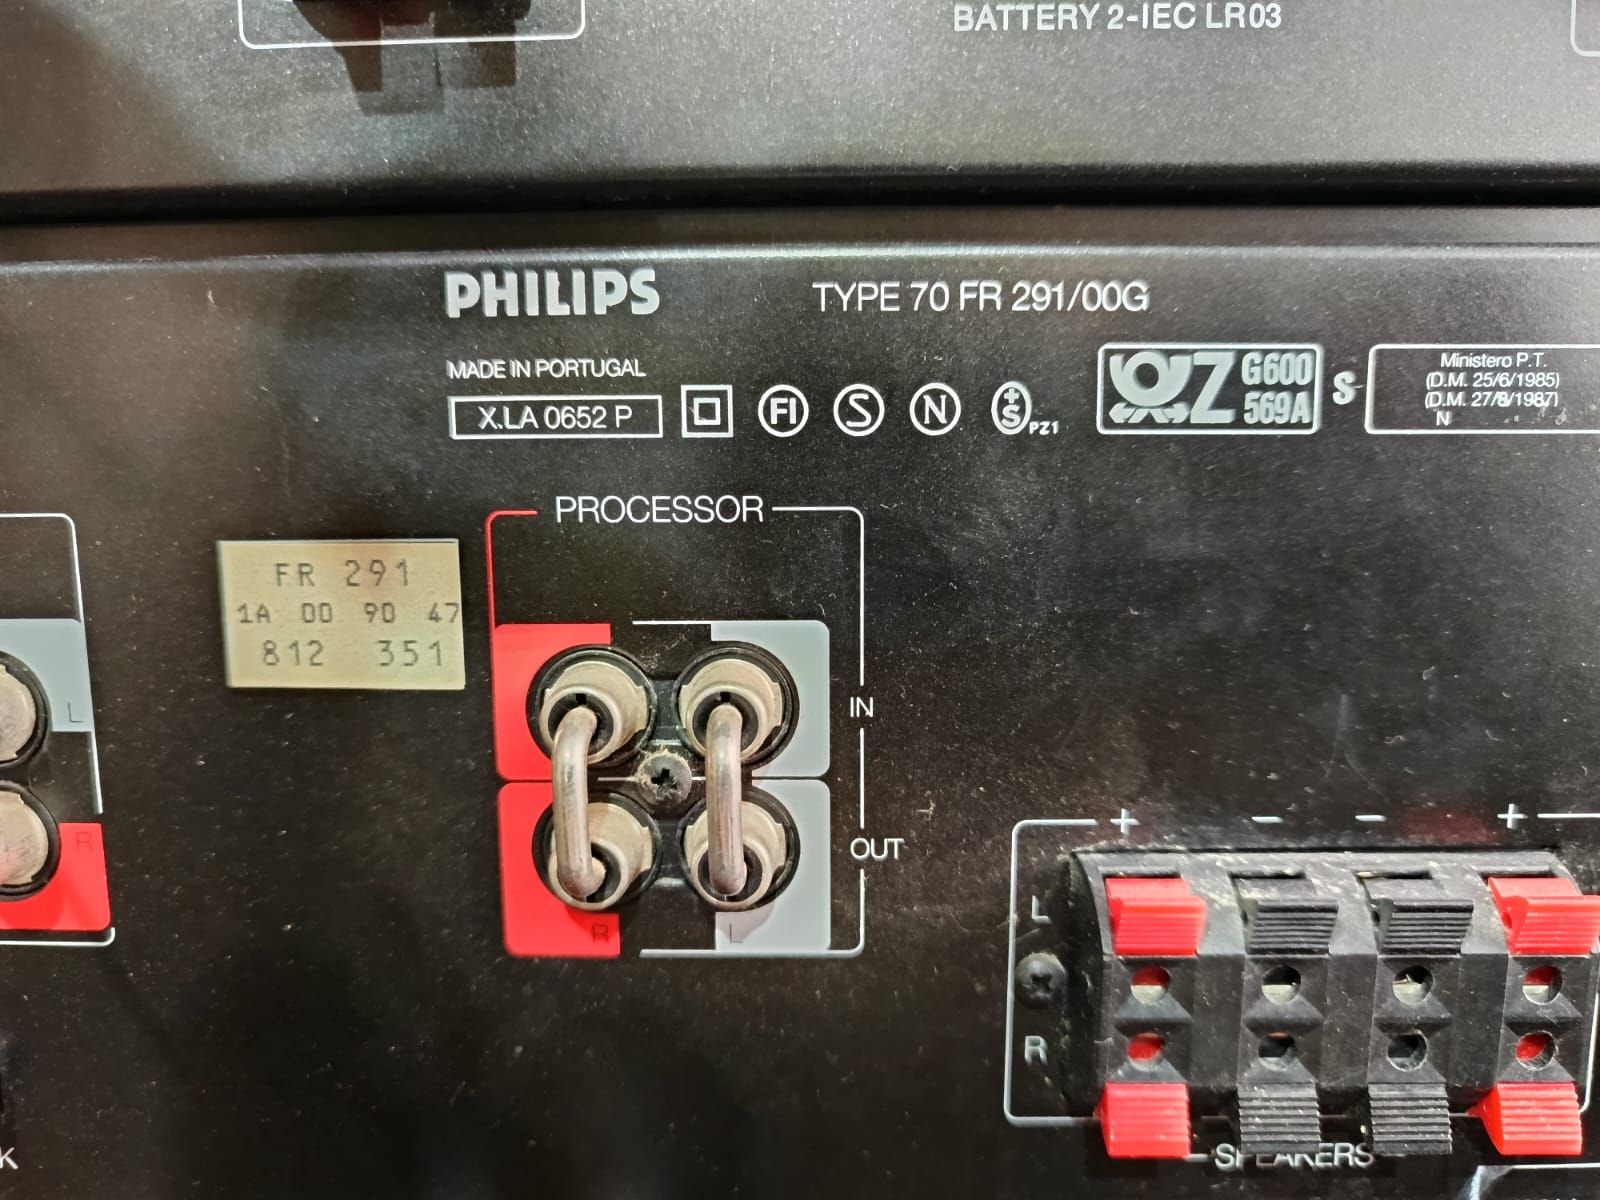 BATTERY 2-IEC LR03
PHILIPS
TYPE 70 FR 291/00G
MADE IN PORTUGAL
X.LA 0652 P
FI
S
N
+S PZ1
Z G600
569A
S
Ministero P.T.
(D.M. 25/6/1985)
(D.M. 27/8/1987)
N
PROCESSOR
FR 291
1A 00 90 47
812 351
L
IN
R
OUT
R
L
+ - - +
L
R
SPEAKERS
K